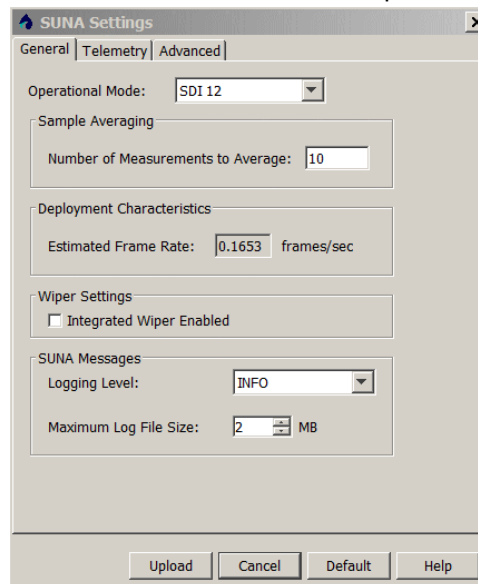 SUNA Settings
General Telemetry Advanced
Operational Mode: SDI 12
Sample Averaging
Number of Measurements to Average: 10
Deployment Characteristics
Estimated Frame Rate: 0.1653 frames/sec
Wiper Settings
Integrated Wiper Enabled
SUNA Messages
Logging Level: INFO
Maximum Log File Size: 2 MB
Upload Cancel Default Help